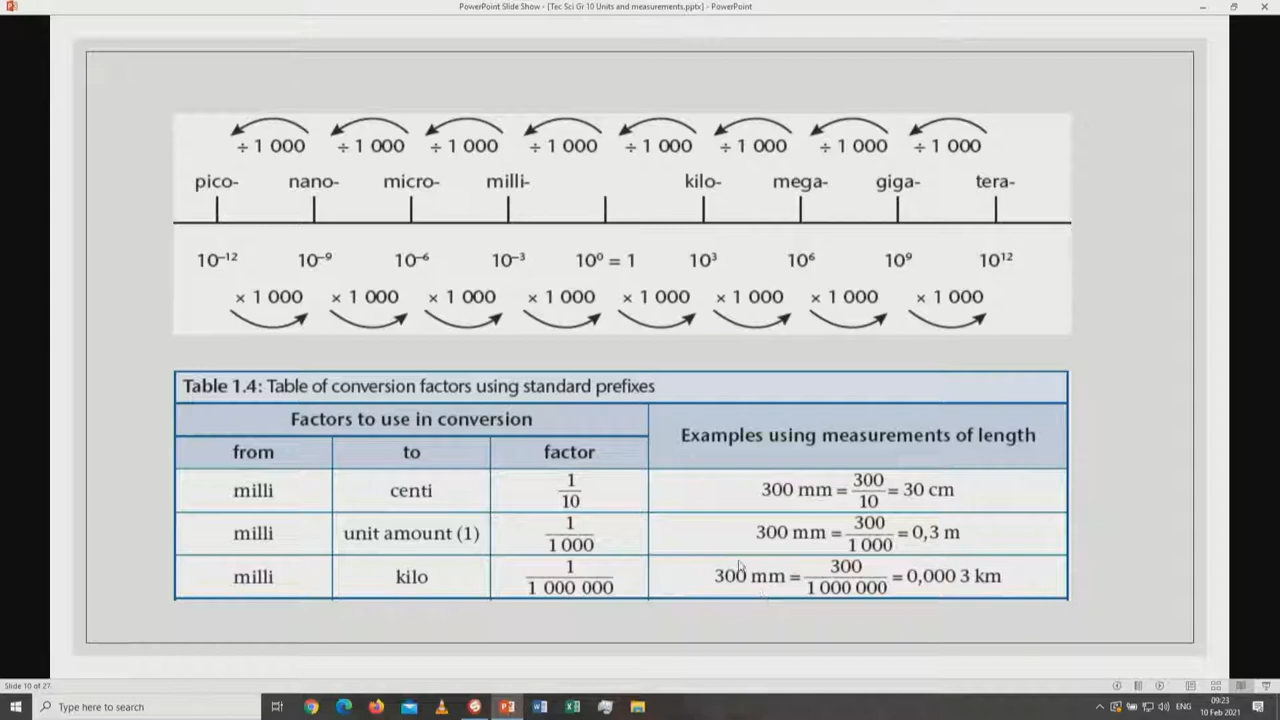 PowerPoint Slide Show - [Tec Sci Gr 10 Units and measurements.pptx] - PowerPoint
÷ 1 000 ÷ 1 000 ÷ 1 000 ÷ 1 000 ÷ 1 000 ÷ 1 000 ÷ 1 000 ÷ 1 000
pico- nano- micro- milli- kilo- mega- giga- tera-
10⁻¹² 10⁻⁹ 10⁻⁶ 10⁻³ 10⁰ = 1 10³ 10⁶ 10⁹ 10¹²
× 1 000 × 1 000 × 1 000 × 1 000 × 1 000 × 1 000 × 1 000 × 1 000
Table 1.4: Table of conversion factors using standard prefixes
Factors to use in conversion
Examples using measurements of length
from to factor
milli centi 1/10 300 mm = 300/10 = 30 cm
milli unit amount (1) 1/1 000 300 mm = 300/1 000 = 0,3 m
milli kilo 1/1 000 000 300 mm = 300/1 000 000 = 0,000 3 km
Slide 10 of 27
Type here to search
ENG
09:23
10 Feb 2021